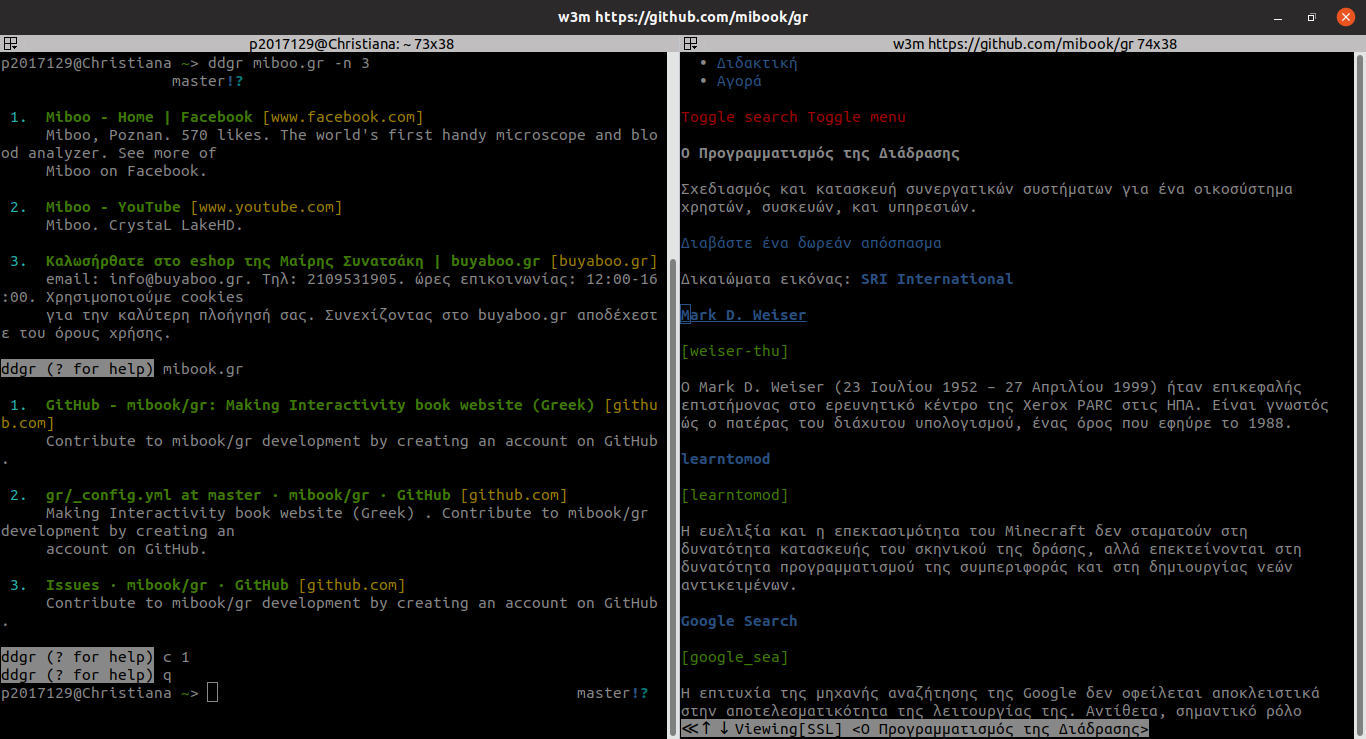 w3m https://github.com/mibook/gr
p2017129@Christiana: ~ 73x38
p2017129@Christiana ~> ddgr miboo.gr -n 3
master!?
1. Miboo - Home | Facebook [www.facebook.com]
Miboo, Poznan. 570 likes. The world's first handy microscope and blo
od analyzer. See more of
Miboo on Facebook.
2. Miboo - YouTube [www.youtube.com]
Miboo. CrystaL LakeHD.
3. Καλωσήρθατε στο eshop της Μαίρης Συνατσάκη | buyaboo.gr [buyaboo.gr]
email: info@buyaboo.gr. Τηλ: 2109531905. ώρες επικοινωνίας: 12:00-16
:00. Χρησιμοποιούμε cookies
για την καλύτερη πλοήγησή σας. Συνεχίζοντας στο buyaboo.gr αποδέχεστ
ε του όρους χρήσης.
ddgr (? for help) mibook.gr
1. GitHub - mibook/gr: Making Interactivity book website (Greek) [githu
b.com]
Contribute to mibook/gr development by creating an account on GitHub
.
2. gr/_config.yml at master · mibook/gr · GitHub [github.com]
Making Interactivity book website (Greek) . Contribute to mibook/gr
development by creating an
account on GitHub.
3. Issues · mibook/gr · GitHub [github.com]
Contribute to mibook/gr development by creating an account on GitHub
.
ddgr (? for help) c 1
ddgr (? for help) q
p2017129@Christiana ~> master!?
w3m https://github.com/mibook/gr 74x38
• Διδακτική
• Αγορά
Toggle search Toggle menu
Ο Προγραμματισμός της Διάδρασης
Σχεδιασμός και κατασκευή συνεργατικών συστήματων για ένα οικοσύστημα
χρηστών, συσκευών, και υπηρεσιών.
Διαβάστε ένα δωρεάν απόσπασμα
Δικαιώματα εικόνας: SRI International
Mark D. Weiser
[weiser-thu]
Ο Mark D. Weiser (23 Ιουλίου 1952 – 27 Απριλίου 1999) ήταν επικεφαλής
επιστήμονας στο ερευνητικό κέντρο της Xerox PARC στις ΗΠΑ. Είναι γνωστός
ώς ο πατέρας του διάχυτου υπολογισμού, ένας όρος που εφηύρε το 1988.
learntomod
[learntomod]
Η ευελιξία και η επεκτασιμότητα του Minecraft δεν σταματούν στη
δυνατότητα κατασκευής του σκηνικού της δράσης, αλλά επεκτείνονται στη
δυνατότητα προγραμματισμού της συμπεριφοράς και στη δημιουργίας νεών
αντικειμένων.
Google Search
[google_sea]
Η επιτυχία της μηχανής αναζήτησης της Google δεν οφείλεται αποκλειστικά
στην αποτελεσματικότητα της λειτουργίας της. Αντίθετα, σημαντικό ρόλο
≪↑↓Viewing[SSL] <Ο Προγραμματισμός της Διάδρασης>